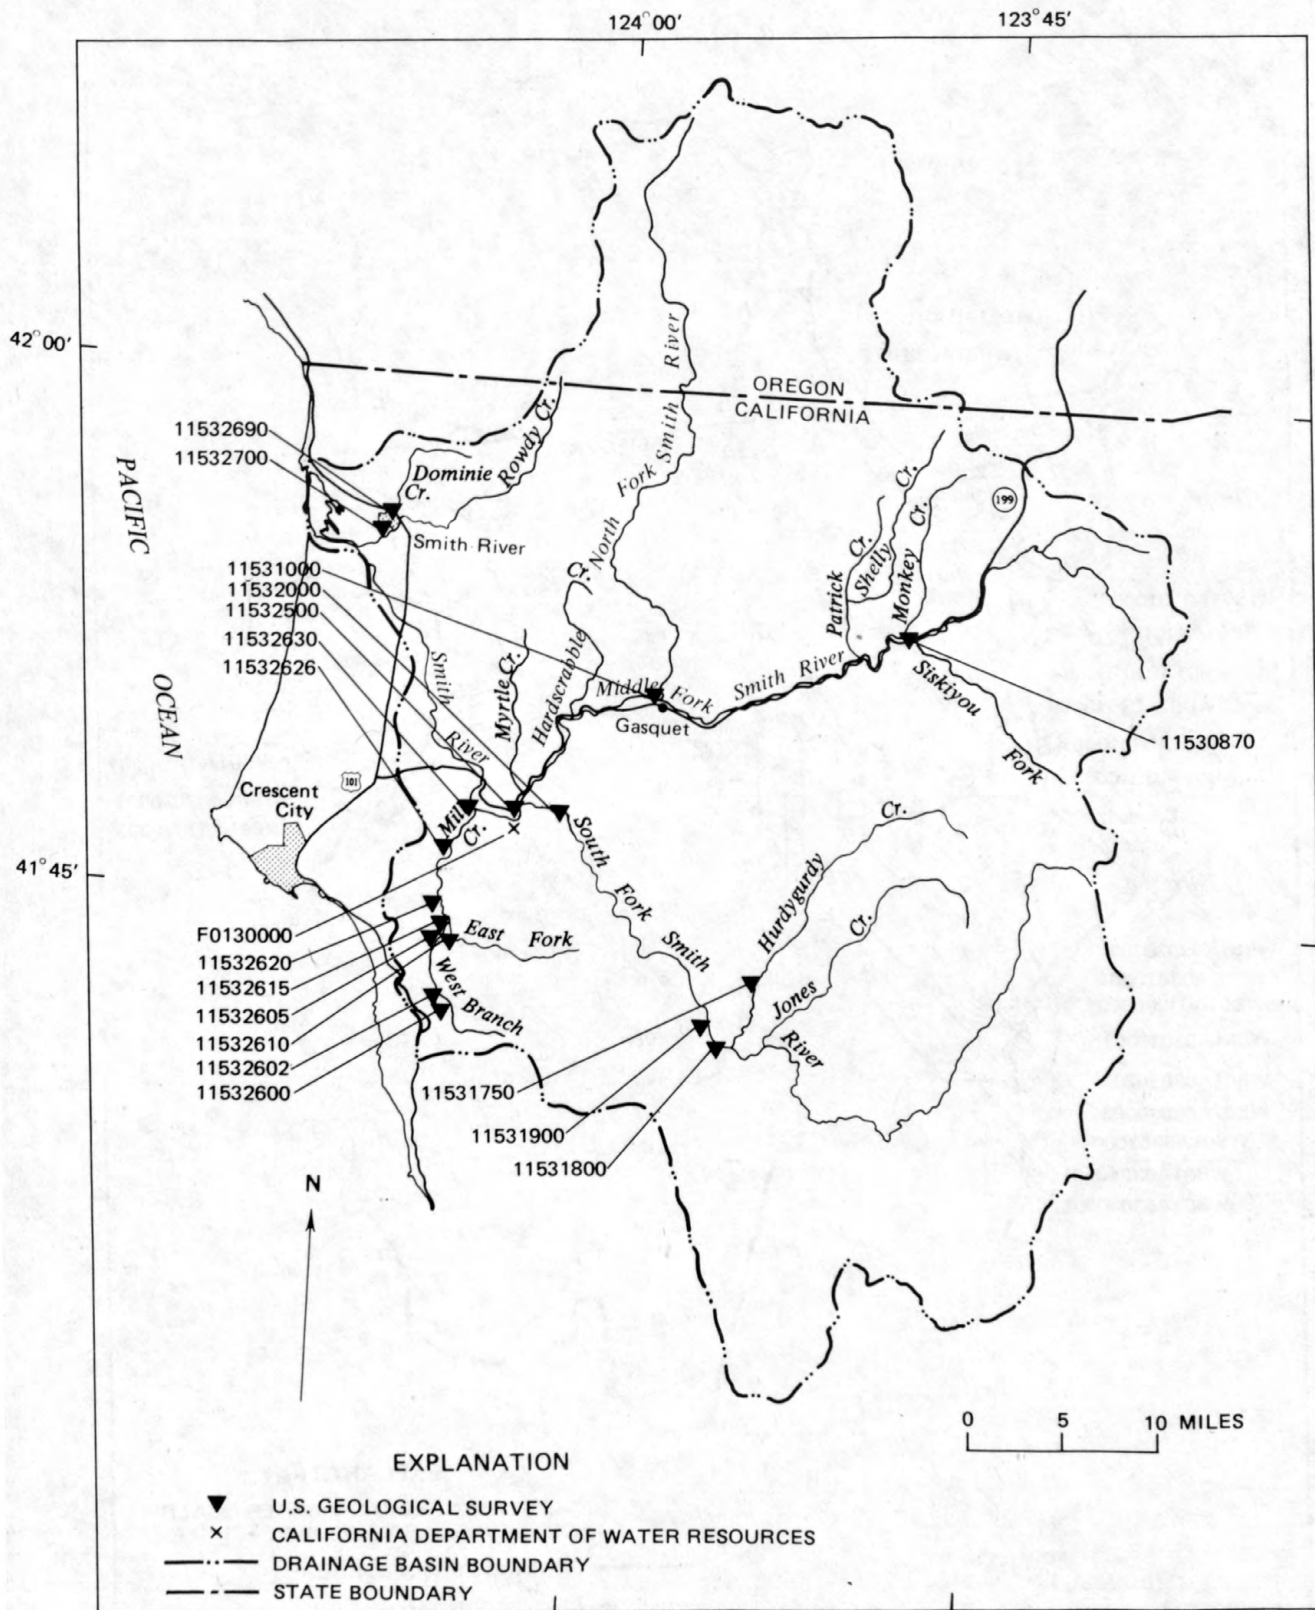 124°00'
123°45'
42°00'
OREGON
CALIFORNIA
11532690
11532700
Dominie
Cr.
Rowdy Cr.
Smith River
PACIFIC
OCEAN
North
Fork Smith
River
199
11531000
11532000
11532500
11532630
11532626
Cr.
Hardscrabble
Myrtle Cr.
Smith
River
Patrick
Cr.
Shelly
Cr.
Monkey
Cr.
Middle Fork
Smith River
Gasquet
Siskiyou
Fork
11530870
101
Crescent
City
Mill
Cr.
41°45'
South
Fork
Smith
River
Hurdygurdy
Cr.
Jones
Cr.
East Fork
West Branch
F0130000
11532620
11532615
11532605
11532610
11532602
11532600
11531750
11531900
11531800
N
0 5 10 MILES
EXPLANATION
U.S. GEOLOGICAL SURVEY
CALIFORNIA DEPARTMENT OF WATER RESOURCES
DRAINAGE BASIN BOUNDARY
STATE BOUNDARY